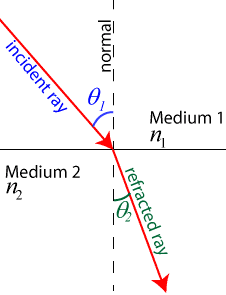 normal
incident ray
θ₁
Medium 1
n₁
Medium 2
n₂
θ₂
refracted ray